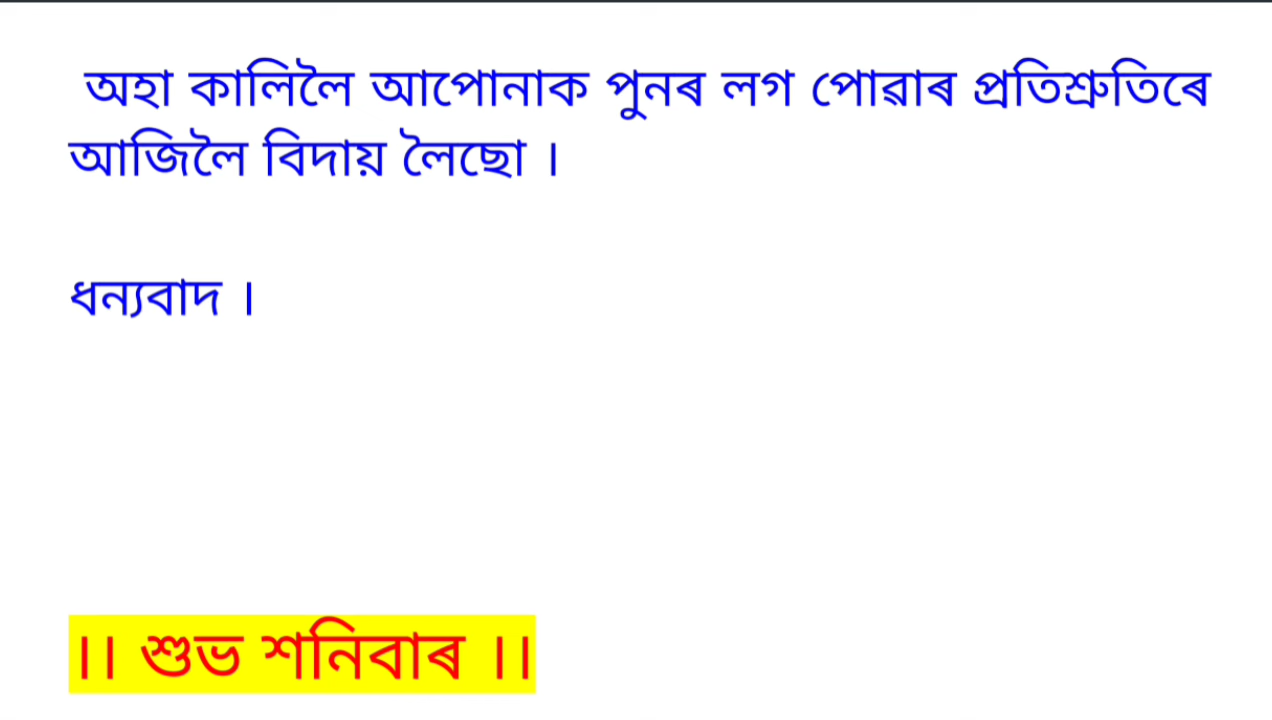 অহা কালিলৈ আপোনাক পুনৰ লগ পোৱাৰ প্ৰতিশ্ৰুতিৰে
আজিলৈ বিদায় লৈছো ।
ধন্যবাদ ।
।। শুভ শনিবাৰ ।।